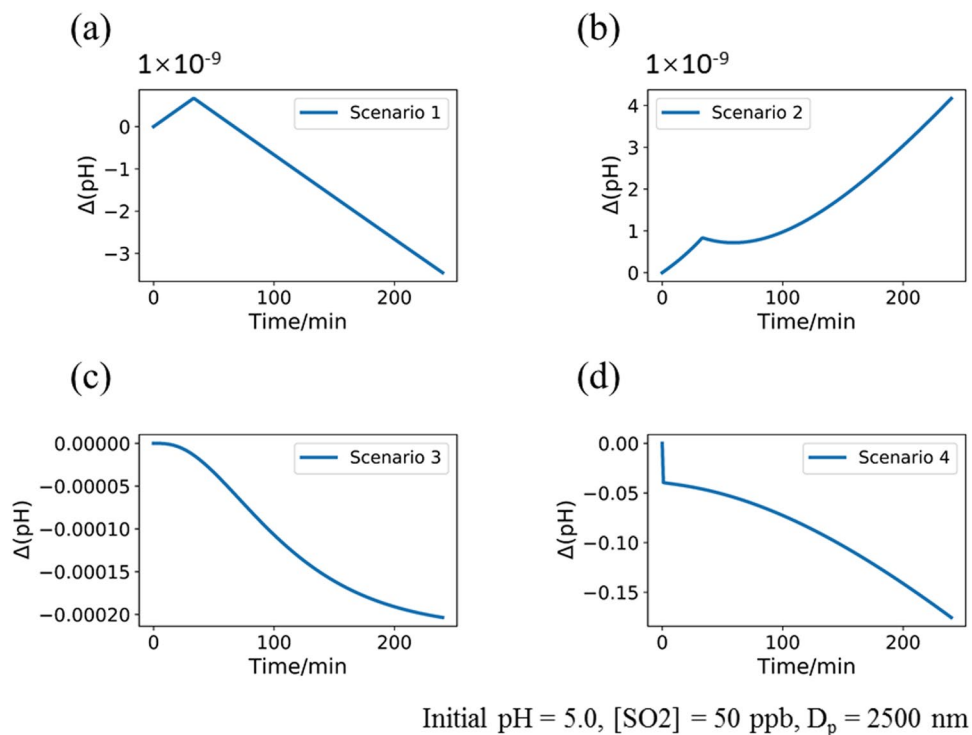 (a)
1×10⁻⁹
Scenario 1
Δ(pH)
0
−1
−2
−3
0 100 200
Time/min
(b)
1×10⁻⁹
Scenario 2
Δ(pH)
4
3
2
1
0
0 100 200
Time/min
(c)
Scenario 3
Δ(pH)
0.00000
−0.00005
−0.00010
−0.00015
−0.00020
0 100 200
Time/min
(d)
Scenario 4
Δ(pH)
0.00
−0.05
−0.10
−0.15
0 100 200
Time/min
Initial pH = 5.0, [SO2] = 50 ppb, Dₚ = 2500 nm